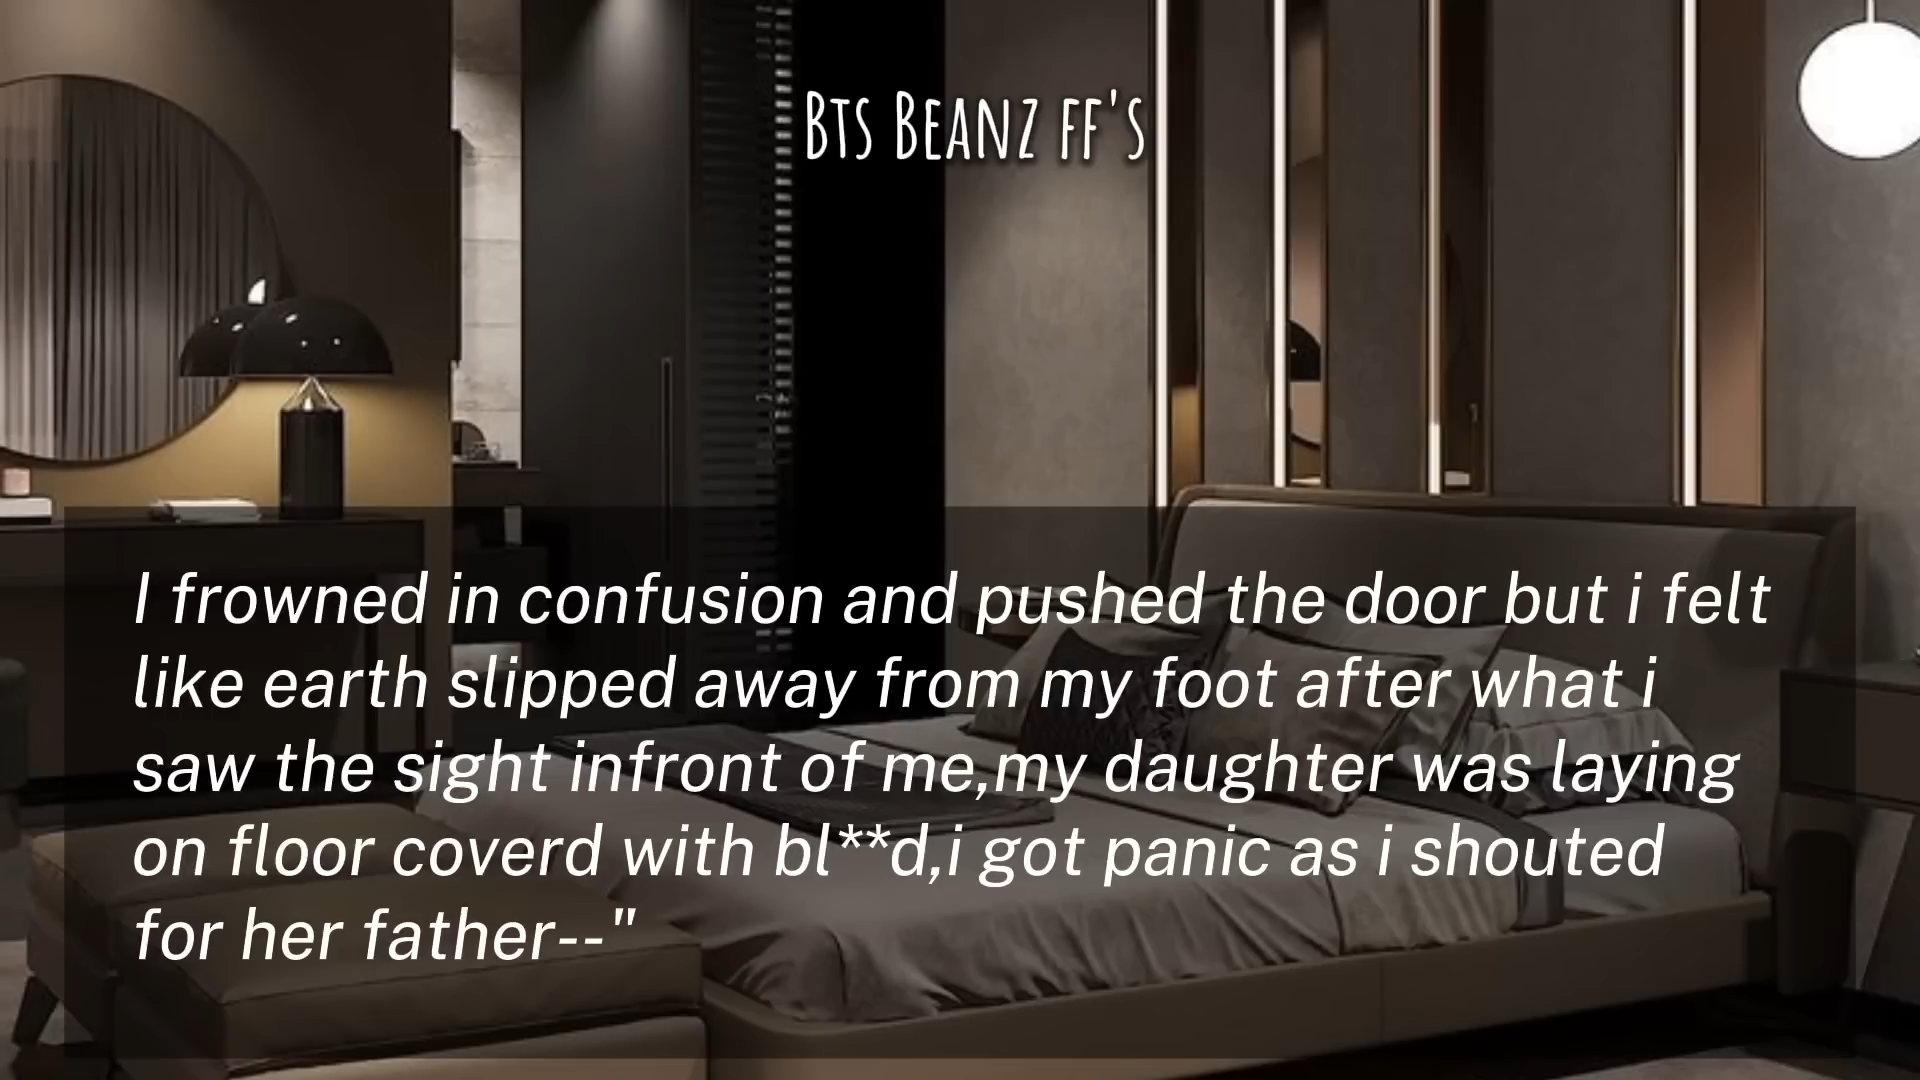 Bts Beanz ff's
I frowned in confusion and pushed the door but i felt
like earth slipped away from my foot after what i
saw the sight infront of me,my daughter was laying
on floor coverd with bl**d,i got panic as i shouted
for her father--"